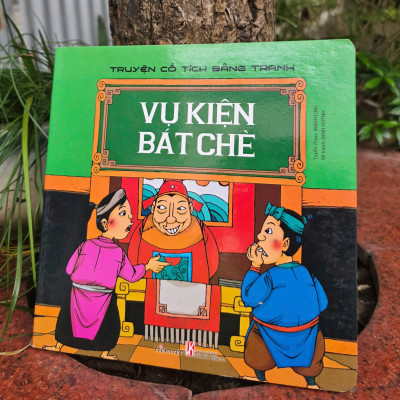 TRUYỆN CỔ TÍCH BẰNG TRANH
VỤ KIỆN
BÁT CHÈ